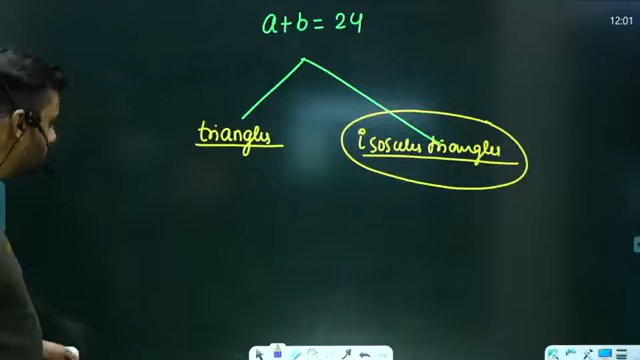 a+b = 24
12:01
triangles
isosceles triangles